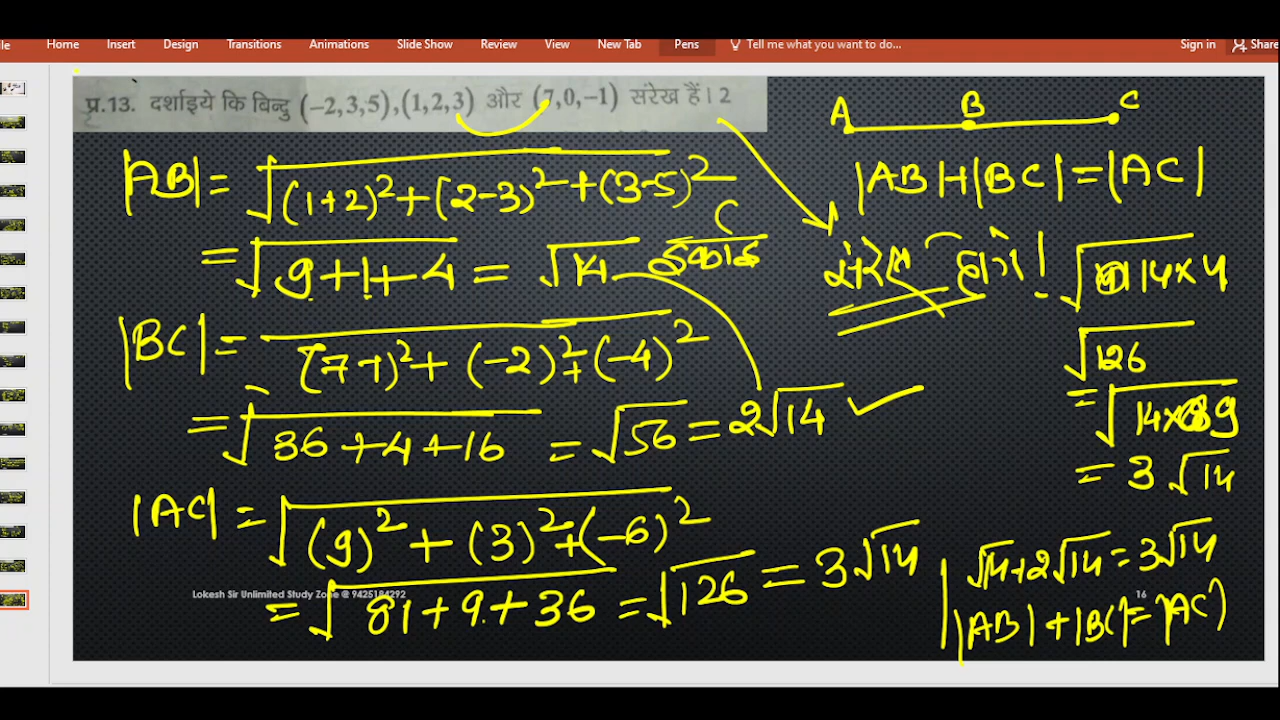 File Home Insert Design Transitions Animations Slide Show Review View New Tab Pens Tell me what you want to do... Sign in Share
प्र.13. दर्शाइये कि बिन्दु (−2,3,5),(1,2,3) और (7,0,−1) संरेख हैं। 2
A B C
|AB| = √(1+2)²+(2-3)²+(3-5)²
|AB|+|BC|=|AC|
= √9+1+4 = √14 इकाई
संरेख होंगे! √14×4
|BC| = √(7-1)²+(-2)²+(-4)²
√126
= √36+4+16 = √56 = 2√14
= √14×9
= 3√14
|AC| = √(9)²+(3)²+(-6)²
= √81+9+36 = √126 = 3√14
√14+2√14=3√14
|AB|+|BC|=|AC|
Lokesh Sir Unlimited Study Zone @ 9425184292
16